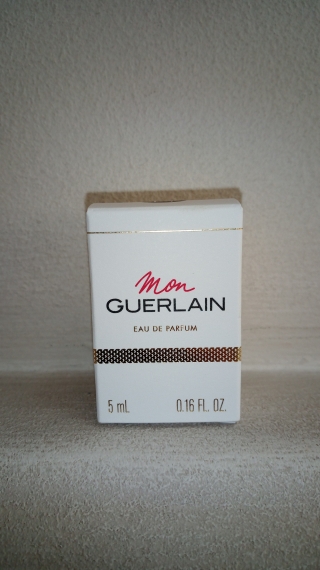 Mon
GUERLAIN
EAU DE PARFUM
5 mL 0.16 FL. OZ.